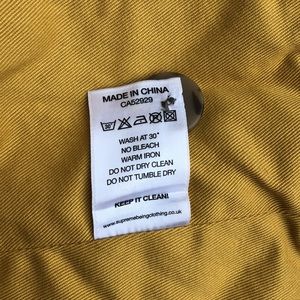 MADE IN CHINA
CA52929
30°
WASH AT 30°
NO BLEACH
WARM IRON
DO NOT DRY CLEAN
DO NOT TUMBLE DRY
KEEP IT CLEAN!
www.supremebeingclothing.co.uk